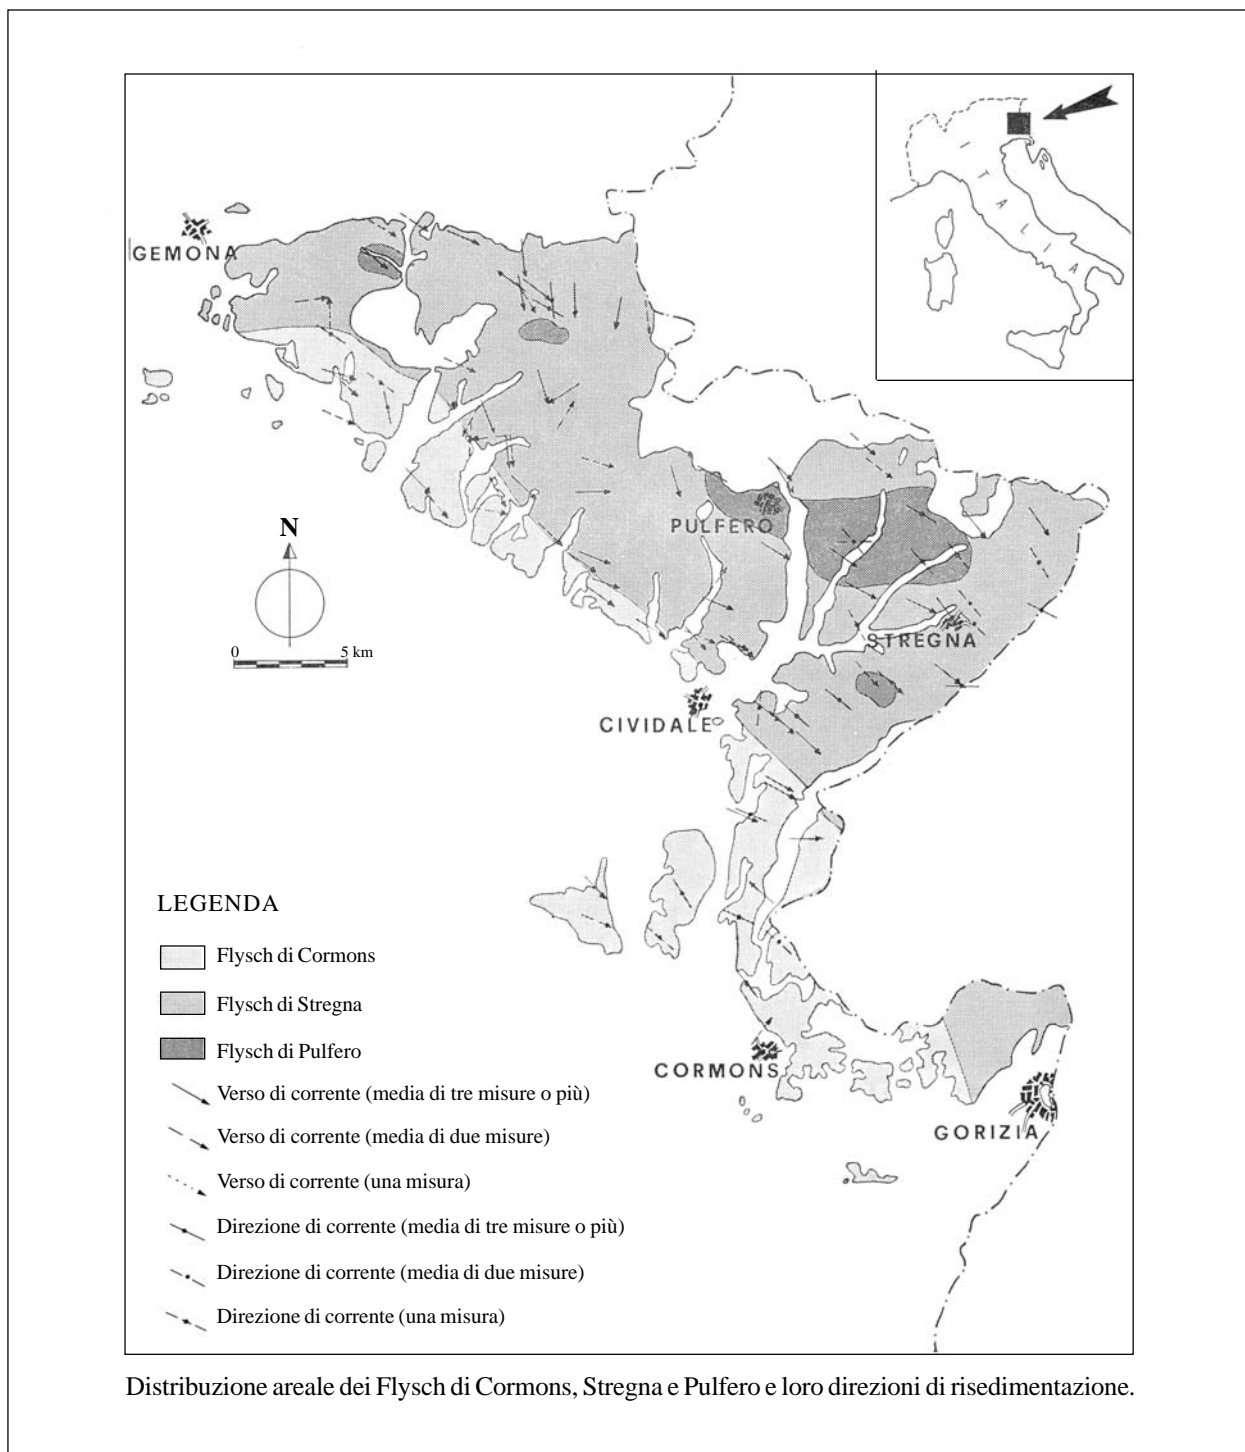 ITALIA
GEMONA
PULFERO
N
0 5 km
STREGNA
CIVIDALE
LEGENDA
Flysch di Cormons
Flysch di Stregna
Flysch di Pulfero
Verso di corrente (media di tre misure o più)
Verso di corrente (media di due misure)
Verso di corrente (una misura)
Direzione di corrente (media di tre misure o più)
Direzione di corrente (media di due misure)
Direzione di corrente (una misura)
CORMONS
GORIZIA
Distribuzione areale dei Flysch di Cormons, Stregna e Pulfero e loro direzioni di risedimentazione.